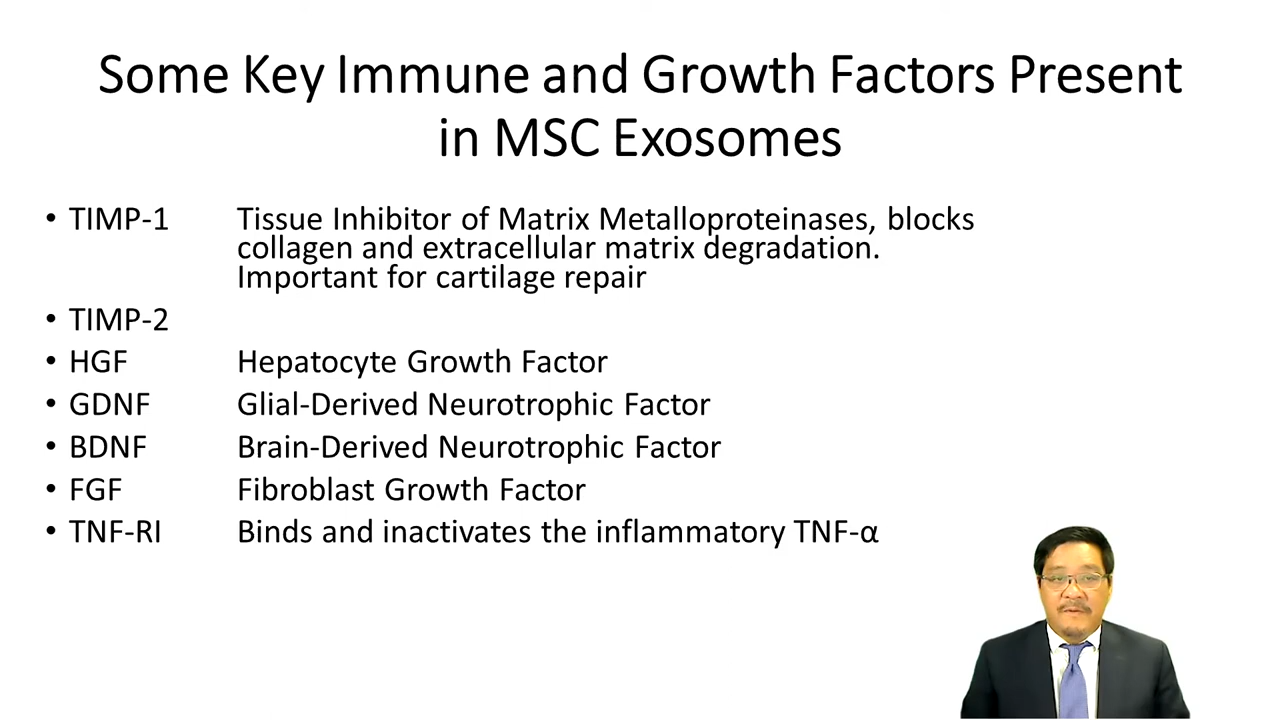 Some Key Immune and Growth Factors Present
in MSC Exosomes
• TIMP-1 Tissue Inhibitor of Matrix Metalloproteinases, blocks
collagen and extracellular matrix degradation.
Important for cartilage repair
• TIMP-2
• HGF Hepatocyte Growth Factor
• GDNF Glial-Derived Neurotrophic Factor
• BDNF Brain-Derived Neurotrophic Factor
• FGF Fibroblast Growth Factor
• TNF-RI Binds and inactivates the inflammatory TNF-α